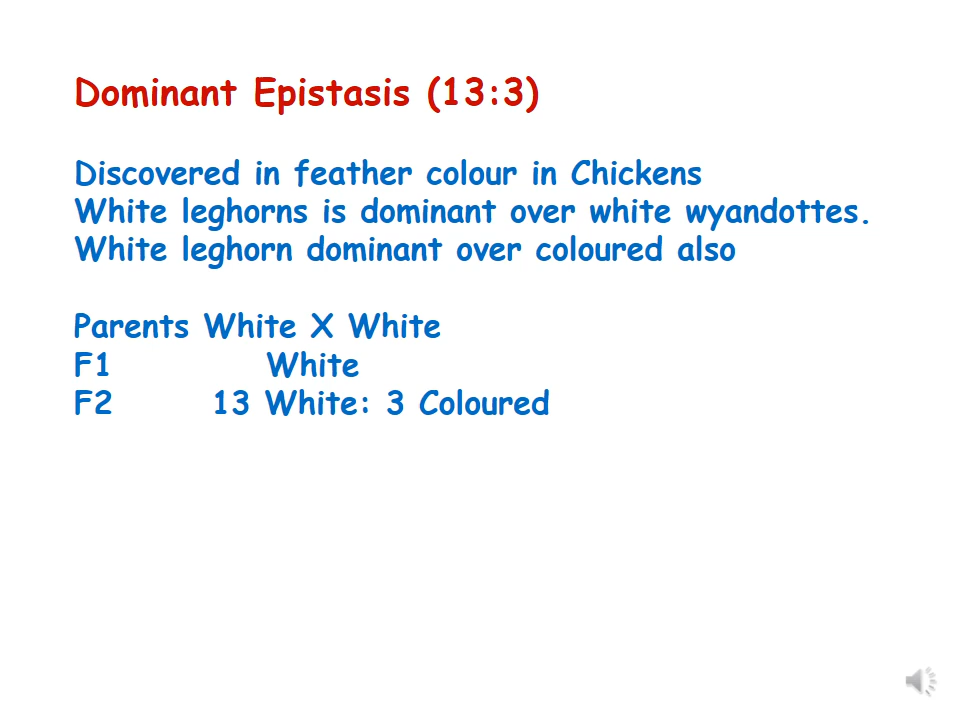 Dominant Epistasis (13:3)
Discovered in feather colour in Chickens
White leghorns is dominant over white wyandottes.
White leghorn dominant over coloured also
Parents White X White
F1 White
F2 13 White: 3 Coloured